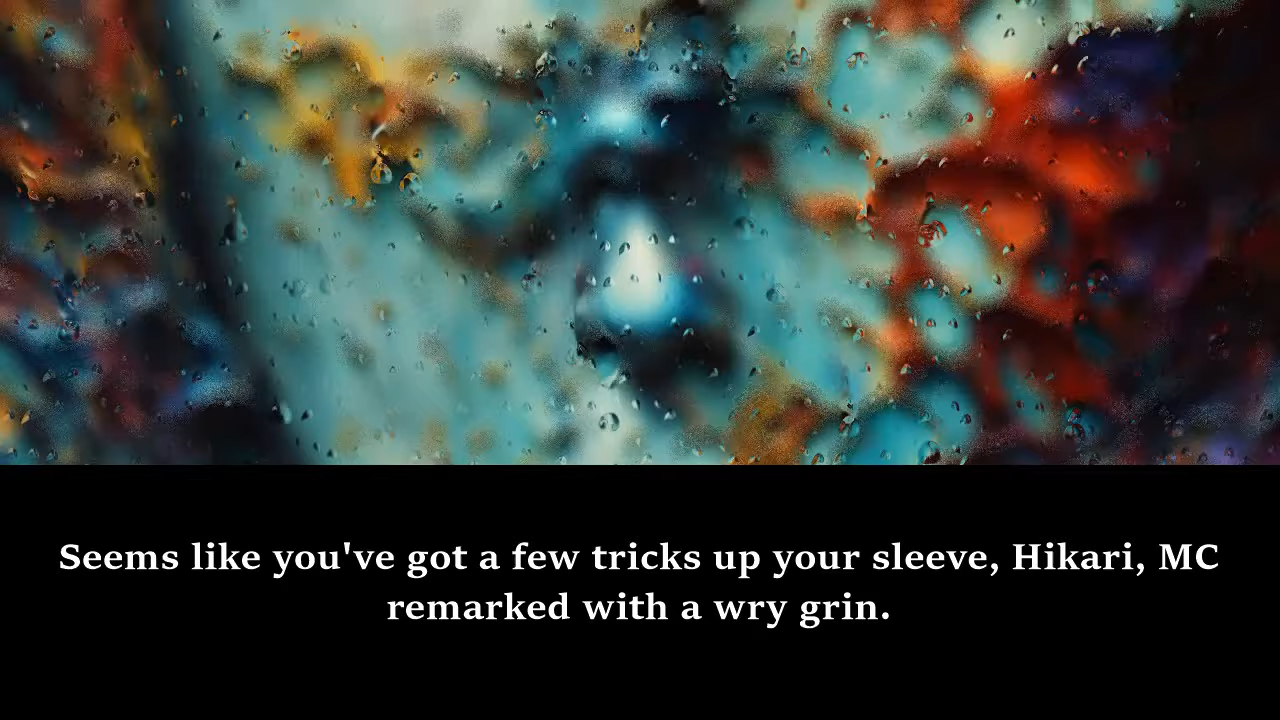 Seems like you've got a few tricks up your sleeve, Hikari, MC
remarked with a wry grin.